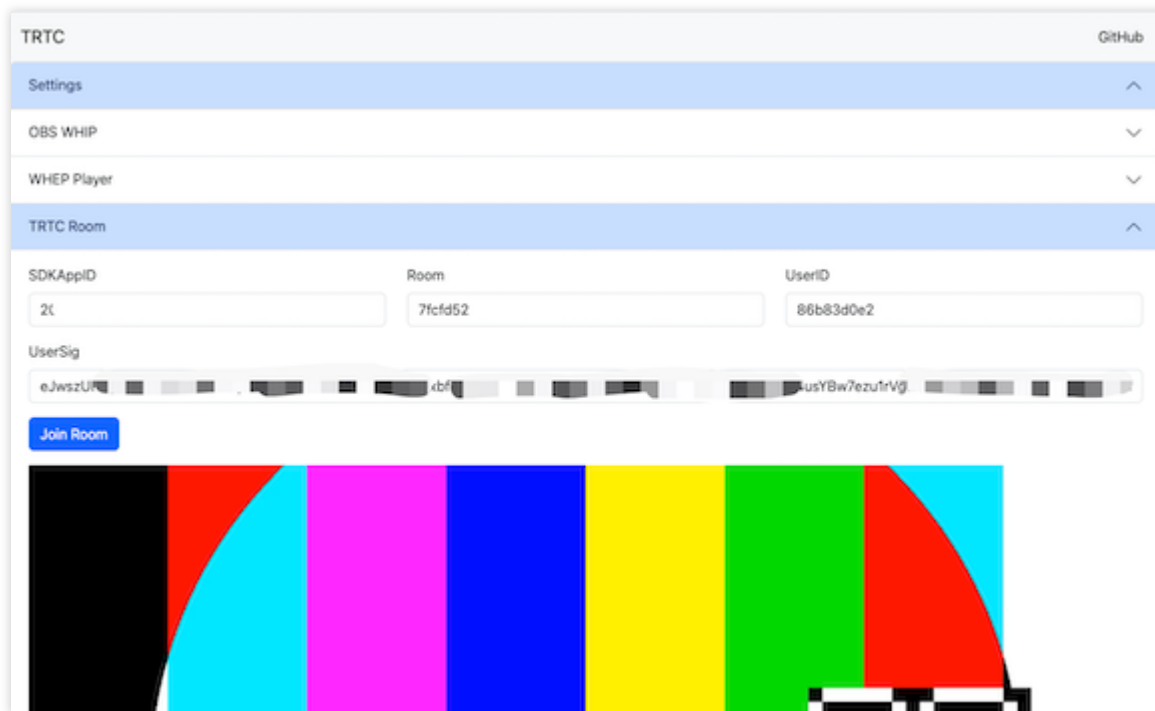 TRTC GitHub
Settings
OBS WHIP
WHEP Player
TRTC Room
SDKAppID Room UserID
7fcfd52 86b83d0e2
UserSig
Join Room